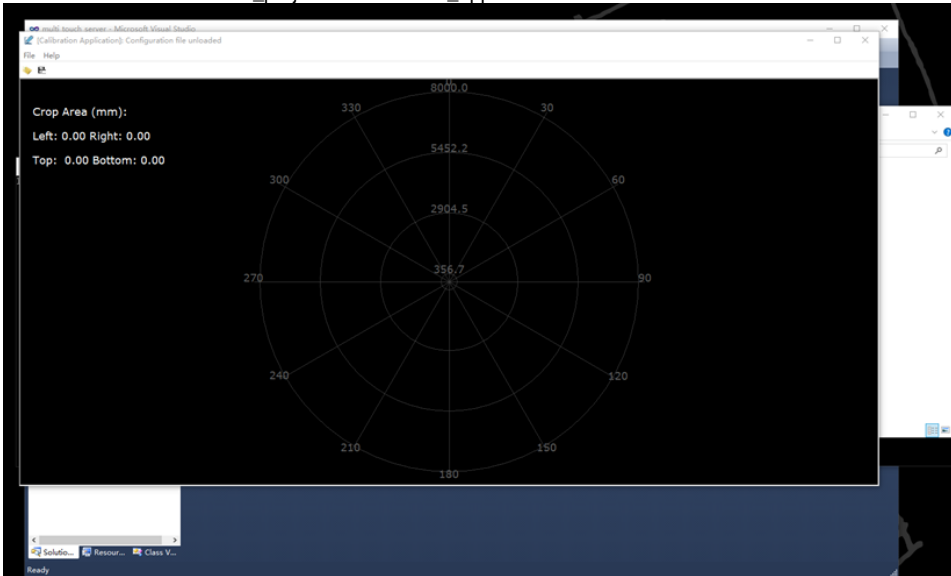 multi touch server - Microsoft Visual Studio
[Calibration Application]: Configuration file unloaded
File Help
Crop Area (mm):
Left: 0.00 Right: 0.00
Top: 0.00 Bottom: 0.00
0
8000.0
330
30
5452.2
300
60
2904.5
356.7
270
90
240
120
210
150
180
Solutio... Resour... Class V...
Ready